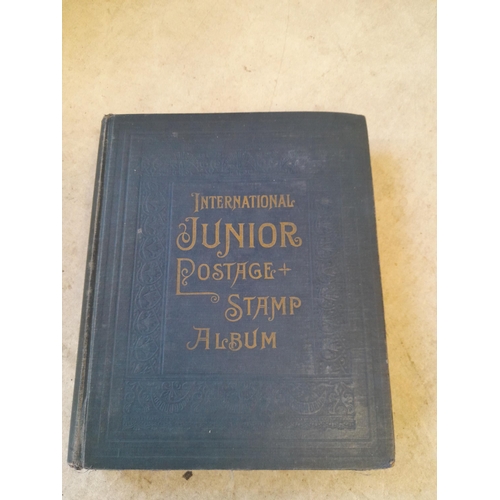 INTERNATIONAL
JUNIOR
POSTAGE +
STAMP
ALBUM